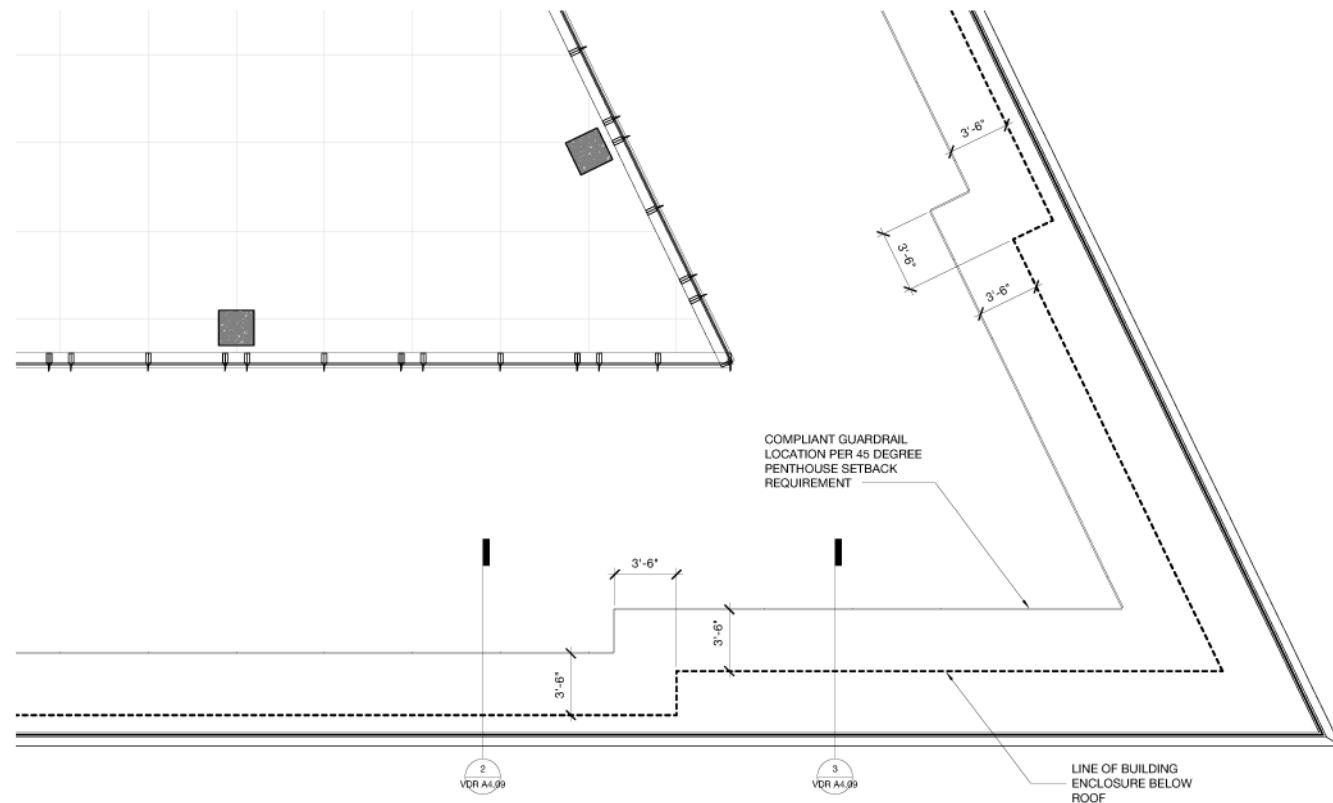 3'-6"
3'-6"
3'-6"
COMPLIANT GUARDRAIL
LOCATION PER 45 DEGREE
PENTHOUSE SETBACK
REQUIREMENT
3'-6"
3'-6"
3'-6"
2
VDR A4.09
3
VDR A4.09
LINE OF BUILDING
ENCLOSURE BELOW
ROOF